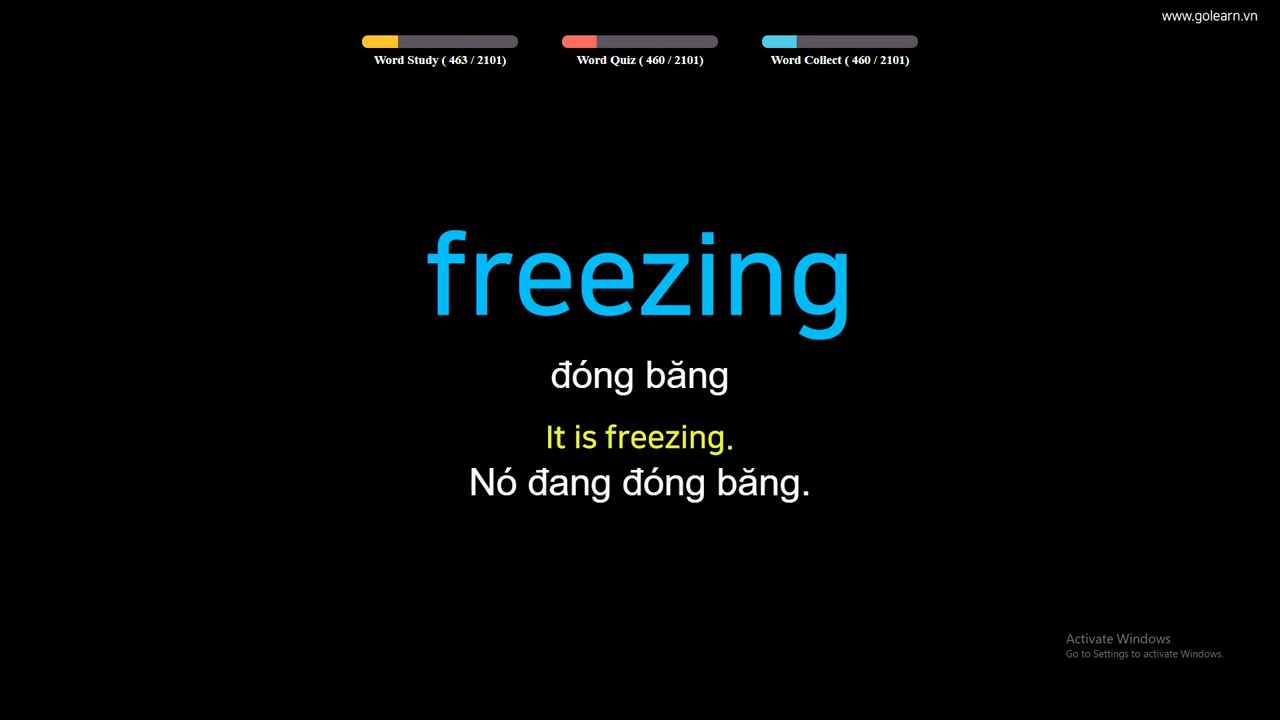 www.golearn.vn
Word Study ( 463 / 2101)
Word Quiz ( 460 / 2101)
Word Collect ( 460 / 2101)
freezing
đóng băng
It is freezing.
Nó đang đóng băng.
Activate Windows
Go to Settings to activate Windows.